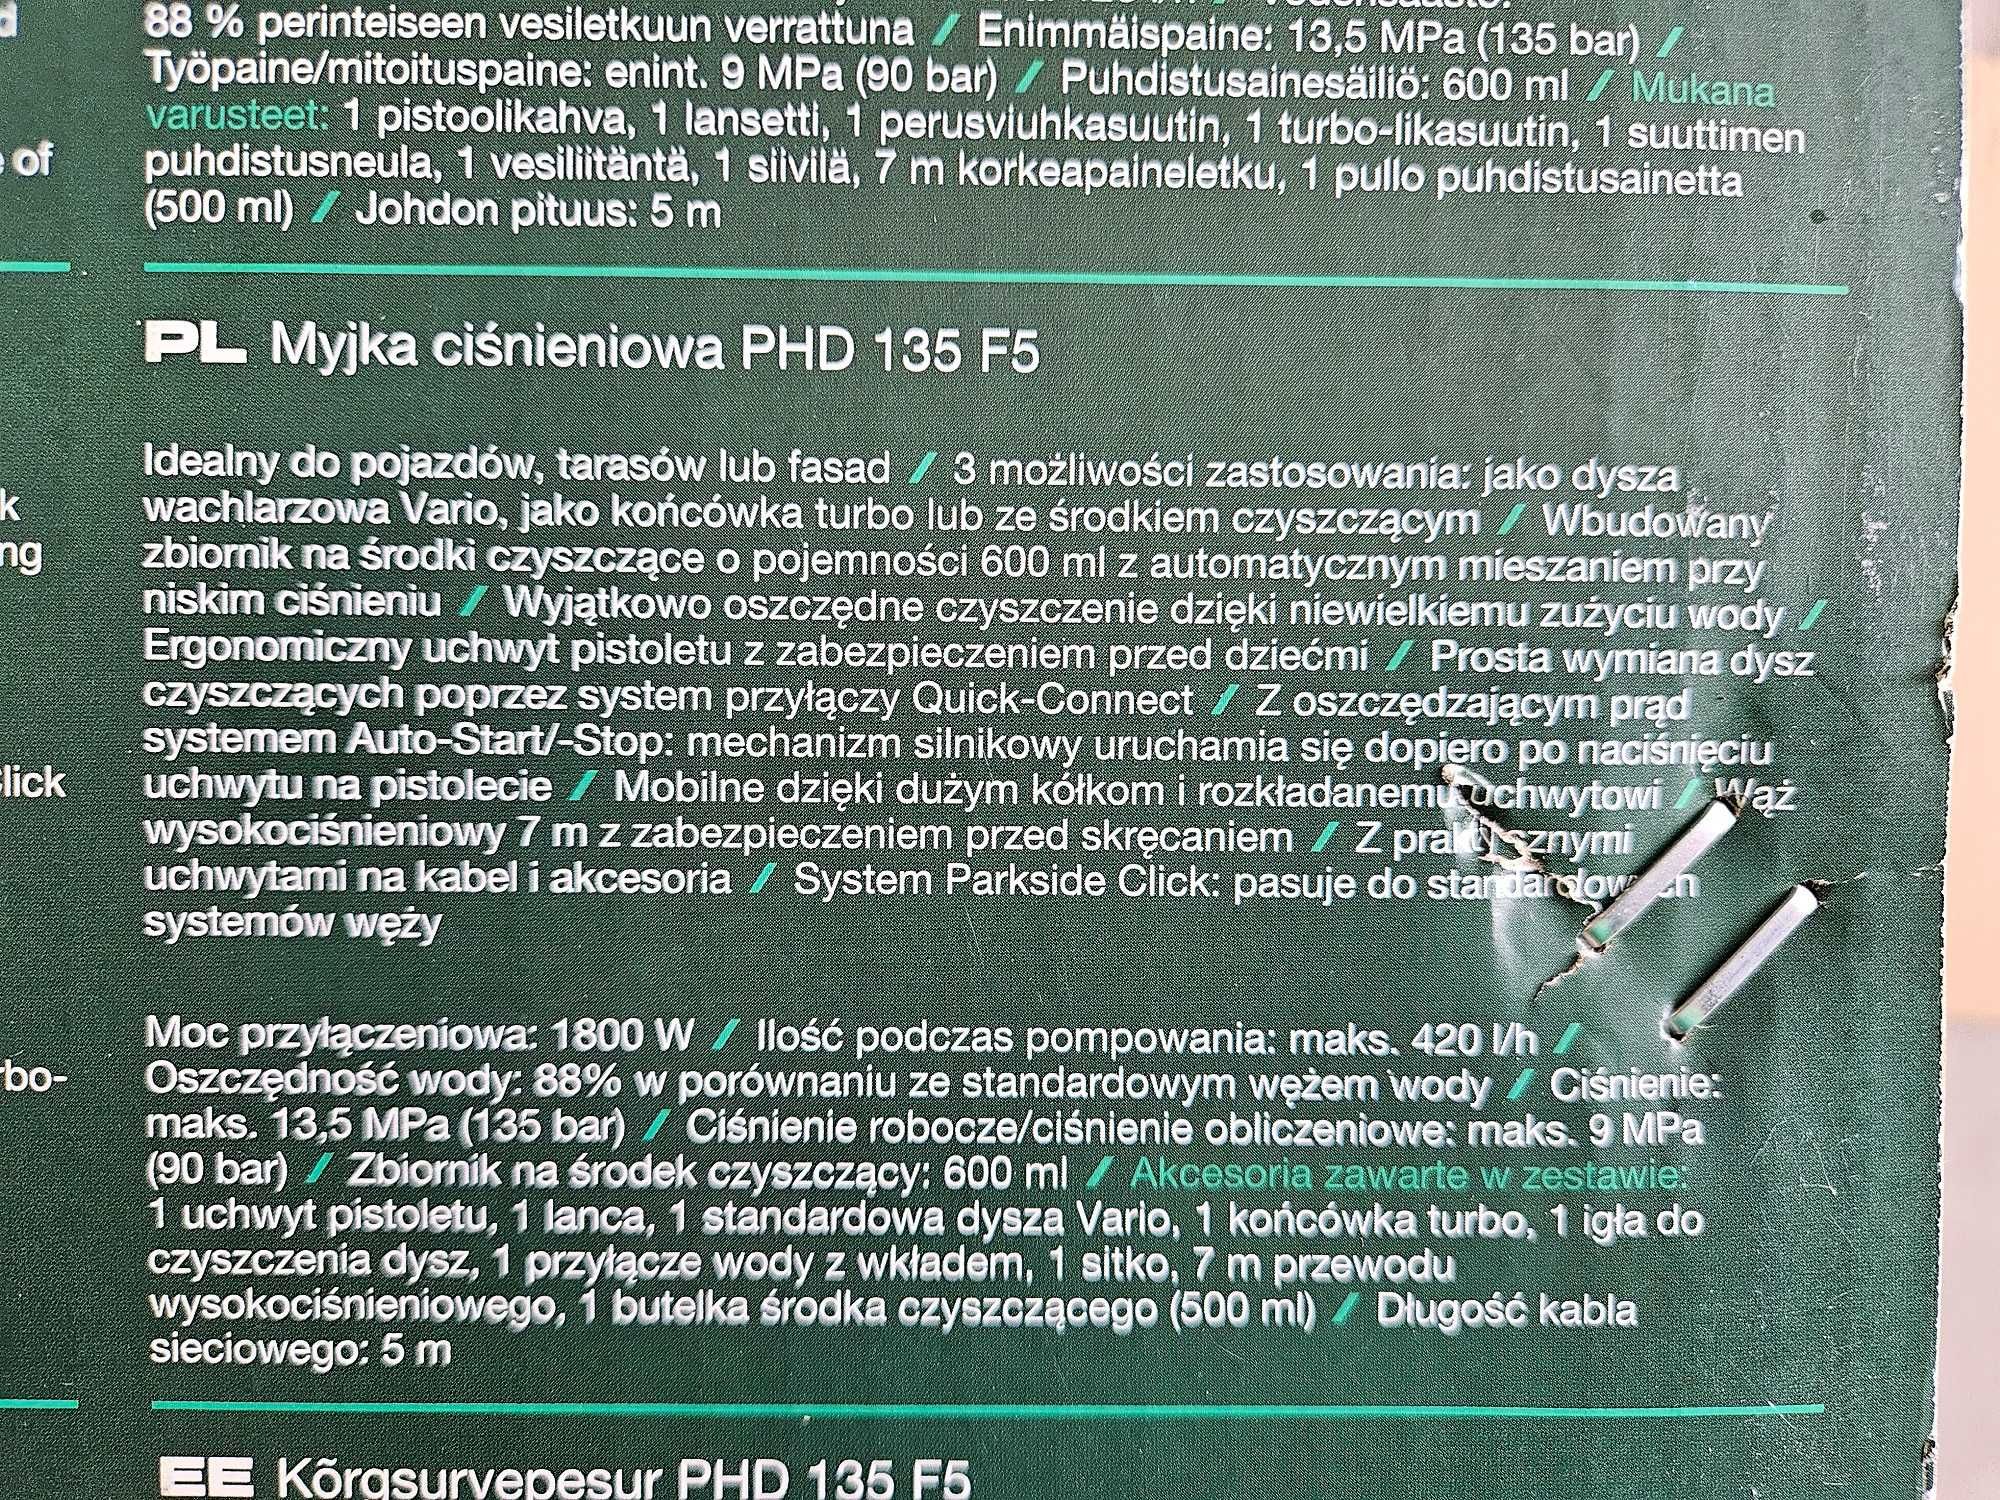 88 % perinteiseen vesiletkuun verrattuna / Enimmäispaine: 13,5 MPa (135 bar) /
Työpaine/mitoituspaine: enint. 9 MPa (90 bar) / Puhdistusainesäiliö: 600 ml / Mukana
varusteet: 1 pistoolikahva, 1 lansetti, 1 perusviuhkasuutin, 1 turbo-likasuutin, 1 suuttimen
of
puhdistusneula, 1 vesiliitäntä, 1 siivilä, 7 m korkeapaineletku, 1 pullo puhdistusainetta
(500 ml) / Johdon pituus: 5 m
PL Myjka ciśnieniowa PHD 135 F5
Idealny do pojazdów, tarasów lub fasad / 3 możliwości zastosowania: jako dysza
k
wachlarzowa Vario, jako końcówka turbo lub ze środkiem czyszczącym / Wbudowany
ng
zbiornik na środki czyszczące o pojemności 600 ml z automatycznym mieszaniem przy
niskim ciśnieniu / Wyjątkowo oszczędne czyszczenie dzięki niewielkiemu zużyciu wody /
Ergonomiczny uchwyt pistoletu z zabezpieczeniem przed dziećmi / Prosta wymiana dysz
czyszczących poprzez system przyłączy Quick-Connect / Z oszczędzającym prąd
systemem Auto-Start/-Stop: mechanizm silnikowy uruchamia się dopiero po naciśnięciu
lick
uchwytu na pistolecie / Mobilne dzięki dużym kółkom i rozkładanemu uchwytowi / Wąż
wysokociśnieniowy 7 m z zabezpieczeniem przed skręcaniem / Z praktycznymi
uchwytami na kabel i akcesoria / System Parkside Click: pasuje do standardowych
systemów węży
Moc przyłączeniowa: 1800 W / Ilość podczas pompowania: maks. 420 l/h /
rbo-
Oszczędność wody: 88% w porównaniu ze standardowym wężem wody / Ciśnienie:
maks. 13,5 MPa (135 bar) / Ciśnienie robocze/ciśnienie obliczeniowe: maks. 9 MPa
(90 bar) / Zbiornik na środek czyszczący: 600 ml / Akcesoria zawarte w zestawie:
1 uchwyt pistoletu, 1 lanca, 1 standardowa dysza Vario, 1 końcówka turbo, 1 igła do
czyszczenia dysz, 1 przyłącze wody z wkładem, 1 sitko, 7 m przewodu
wysokociśnieniowego, 1 butelka środka czyszczącego (500 ml) / Długość kabla
sieciowego: 5 m
EE Kõrgsurvepesur PHD 135 F5